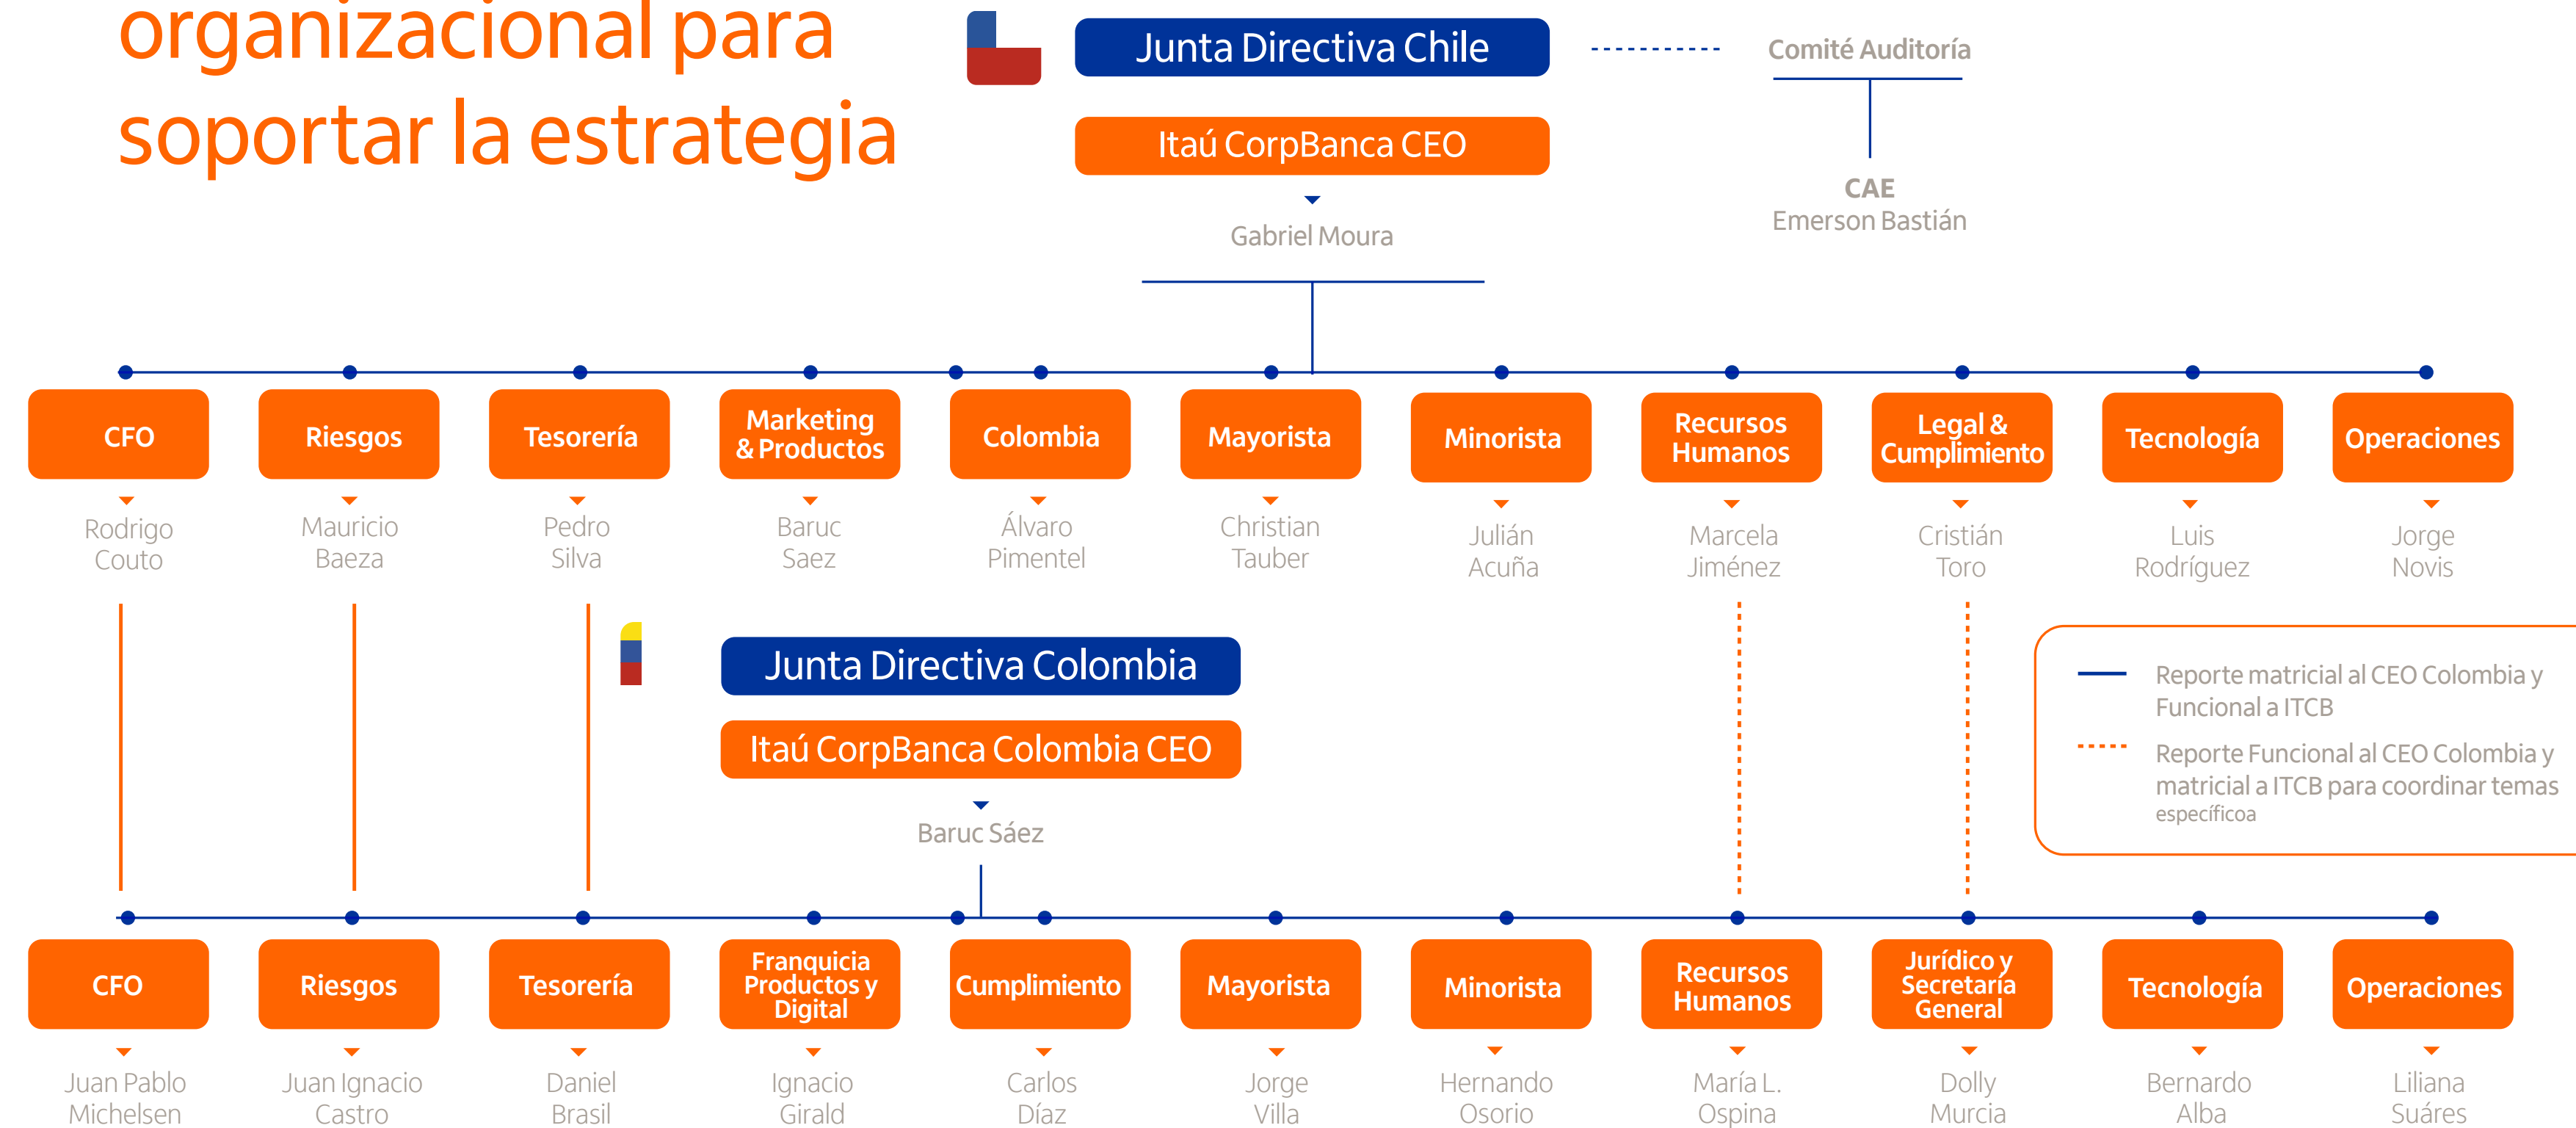 organizacional para
soportar la estrategia
Junta Directiva Chile
Comité Auditoría
Itaú CorpBanca CEO
CAE
Emerson Bastián
Gabriel Moura
CFO
Riesgos
Tesorería
Marketing
& Productos
Colombia
Mayorista
Minorista
Recursos
Humanos
Legal &
Cumplimiento
Tecnología
Operaciones
Rodrigo
Couto
Mauricio
Baeza
Pedro
Silva
Baruc
Saez
Álvaro
Pimentel
Christian
Tauber
Julián
Acuña
Marcela
Jiménez
Cristián
Toro
Luis
Rodríguez
Jorge
Novis
Junta Directiva Colombia
Itaú CorpBanca Colombia CEO
Baruc Sáez
Reporte matricial al CEO Colombia y
Funcional a ITCB
Reporte Funcional al CEO Colombia y
matricial a ITCB para coordinar temas
específicoa
CFO
Riesgos
Tesorería
Franquicia
Productos y
Digital
Cumplimiento
Mayorista
Minorista
Recursos
Humanos
Jurídico y
Secretaría
General
Tecnología
Operaciones
Juan Pablo
Michelsen
Juan Ignacio
Castro
Daniel
Brasil
Ignacio
Girald
Carlos
Díaz
Jorge
Villa
Hernando
Osorio
María L.
Ospina
Dolly
Murcia
Bernardo
Alba
Liliana
Suáres